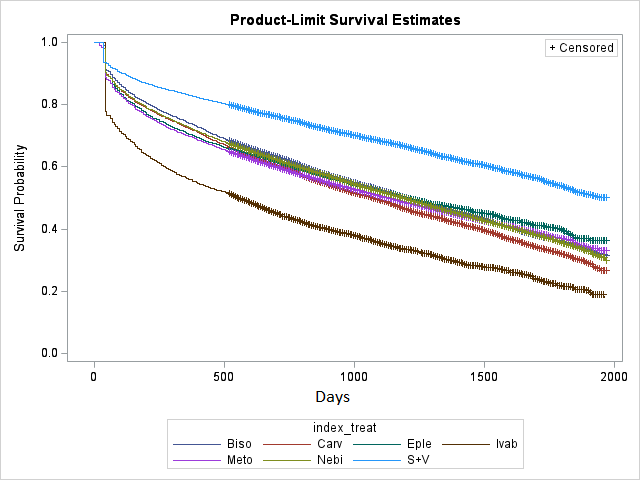 Product-Limit Survival Estimates
+ Censored
Survival Probability
1.0
0.8
0.6
0.4
0.2
0.0
0 500 1000 1500 2000
Days
index_treat
Biso Carv Eple Ivab
Meto Nebi S+V